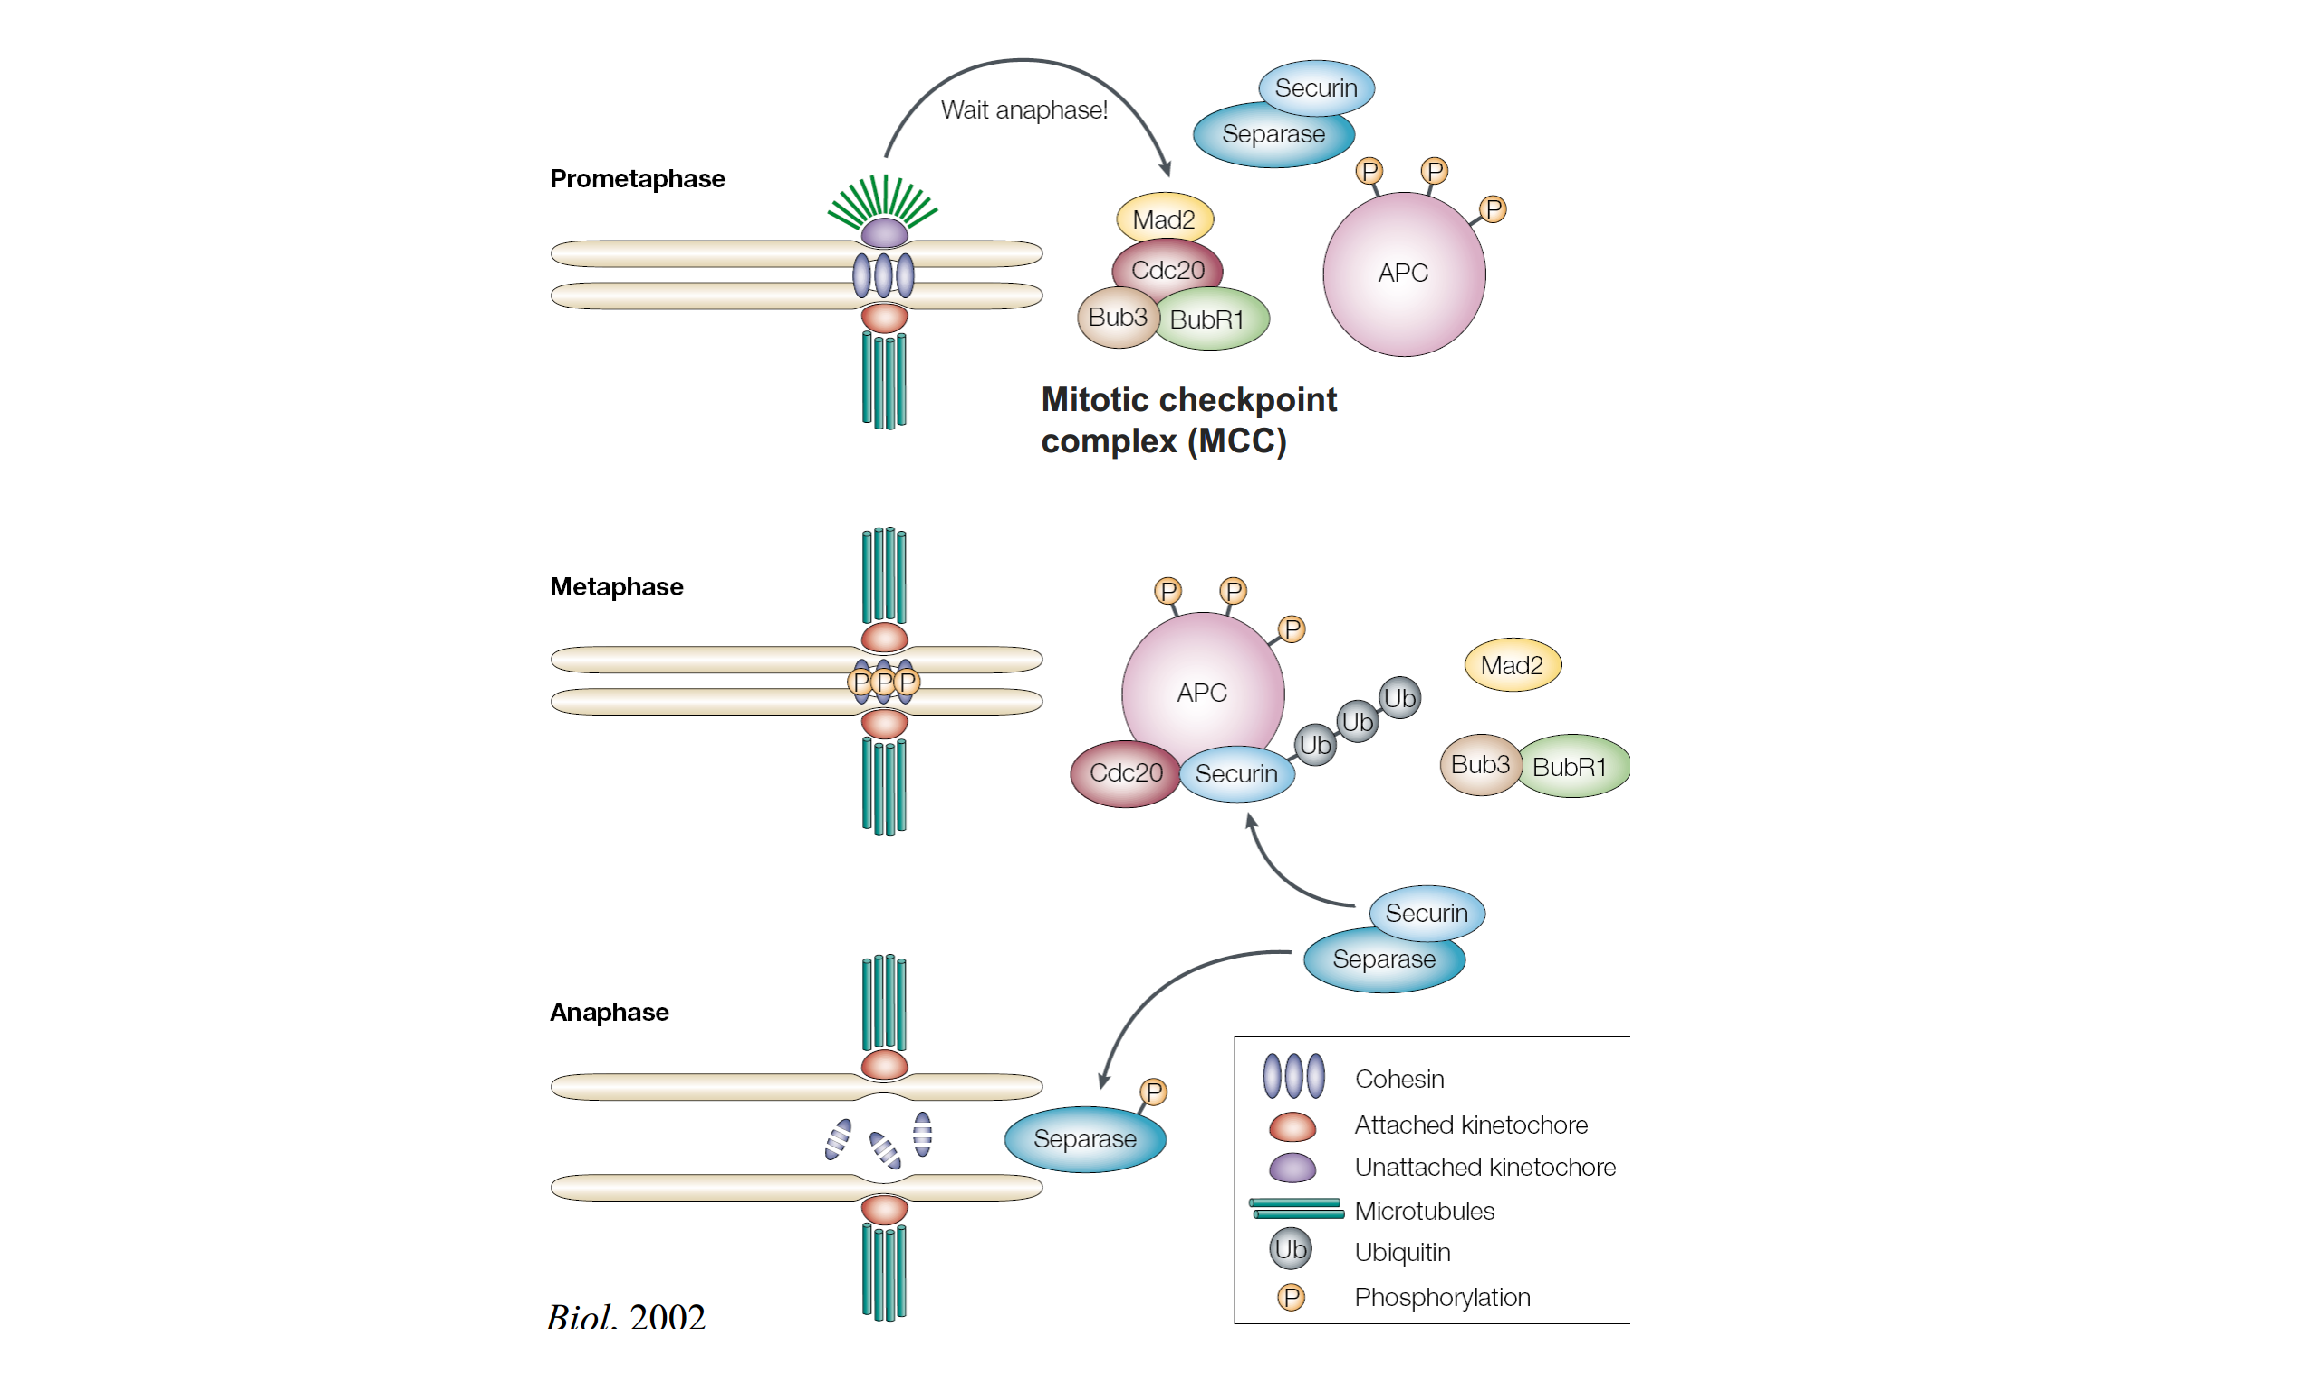 Wait anaphase!
Securin
Separase
Prometaphase
P
P
P
Mad2
Cdc20
Bub3
BubR1
APC
Mitotic checkpoint
complex (MCC)
Metaphase
P P P
P
P
P
APC
Cdc20
Securin
Ub
Ub
Ub
Mad2
Bub3
BubR1
Securin
Separase
Anaphase
P
Separase
Cohesin
Attached kinetochore
Unattached kinetochore
Microtubules
Ub
Ubiquitin
P
Phosphorylation
Biol. 2002